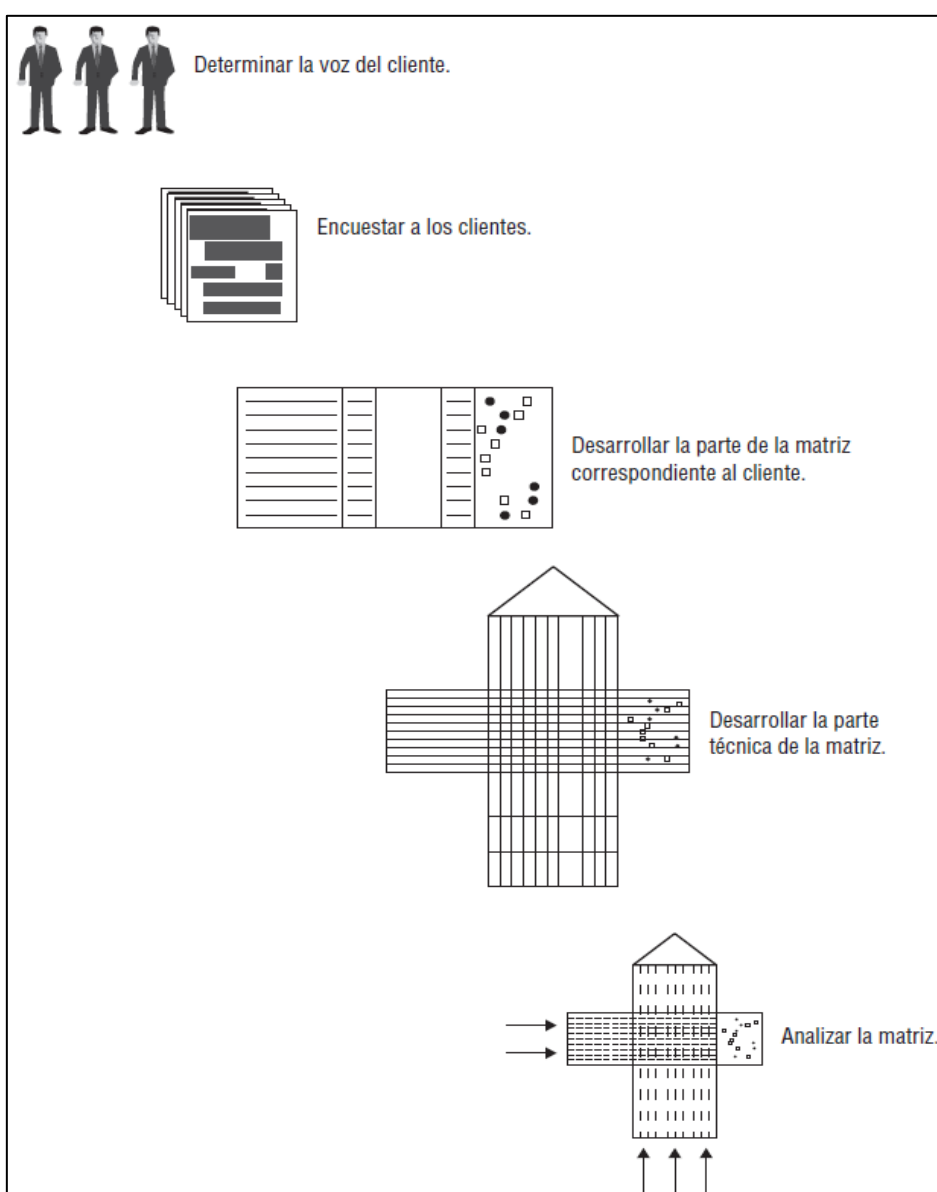 Determinar la voz del cliente.
Encuestar a los clientes.
Desarrollar la parte de la matriz
correspondiente al cliente.
Desarrollar la parte
técnica de la matriz.
Analizar la matriz.